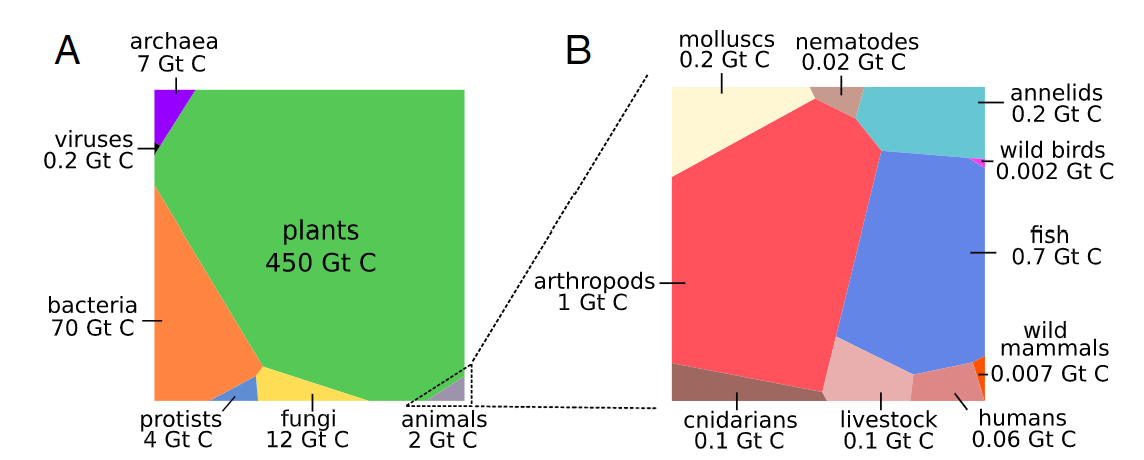 A
archaea
7 Gt C
viruses
0.2 Gt C
plants
450 Gt C
bacteria
70 Gt C
protists
4 Gt C
fungi
12 Gt C
animals
2 Gt C
B
molluscs
0.2 Gt C
nematodes
0.02 Gt C
annelids
0.2 Gt C
wild birds
0.002 Gt C
fish
0.7 Gt C
arthropods
1 Gt C
wild
mammals
0.007 Gt C
cnidarians
0.1 Gt C
livestock
0.1 Gt C
humans
0.06 Gt C